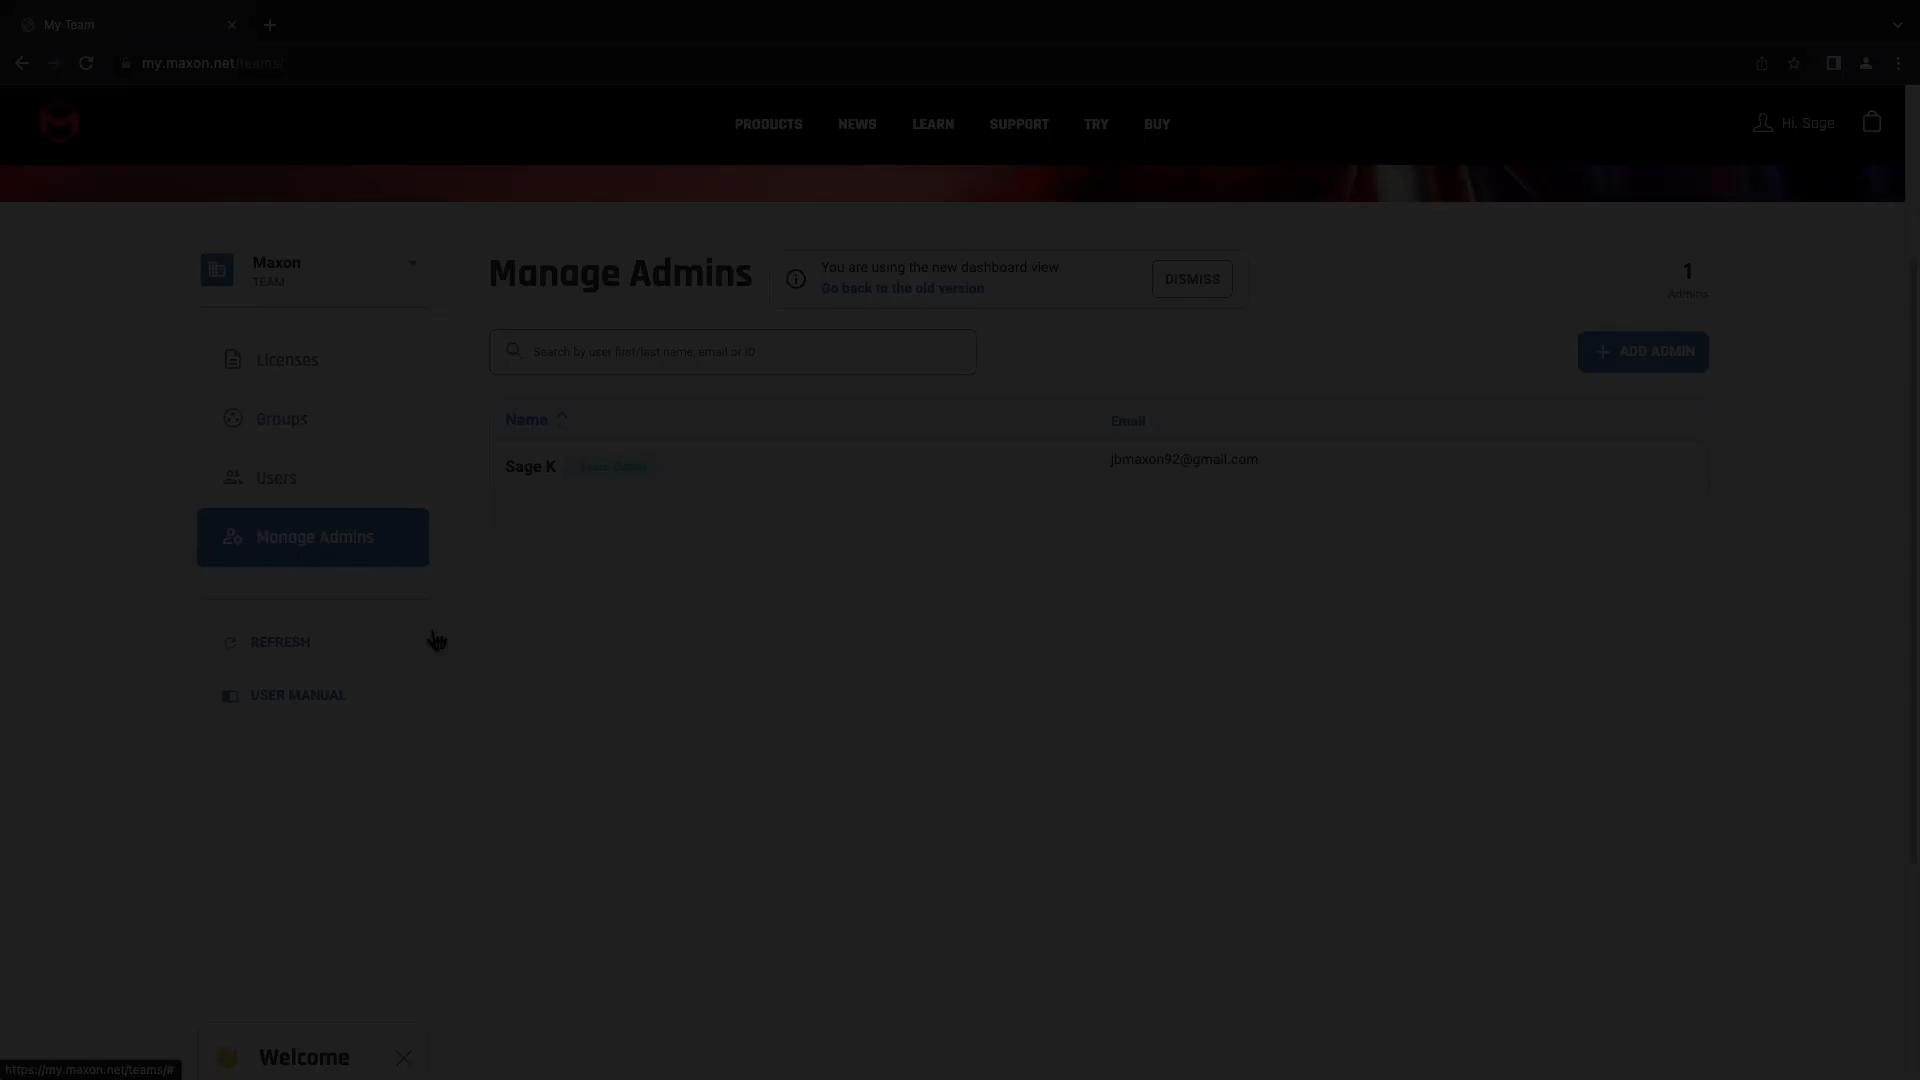 My Team
my.maxon.net/teams/
PRODUCTS NEWS LEARN SUPPORT TRY BUY
Hi, Sage
Maxon
TEAM
Manage Admins
You are using the new dashboard view
Go back to the old version
DISMISS
1
Admins
Licenses
Groups
Users
Manage Admins
REFRESH
USER MANUAL
Search by user first/last name, email or ID
ADD ADMIN
Name
Email
Sage K
Team Owner
jbmaxon92@gmail.com
Welcome
https://my.maxon.net/teams/#